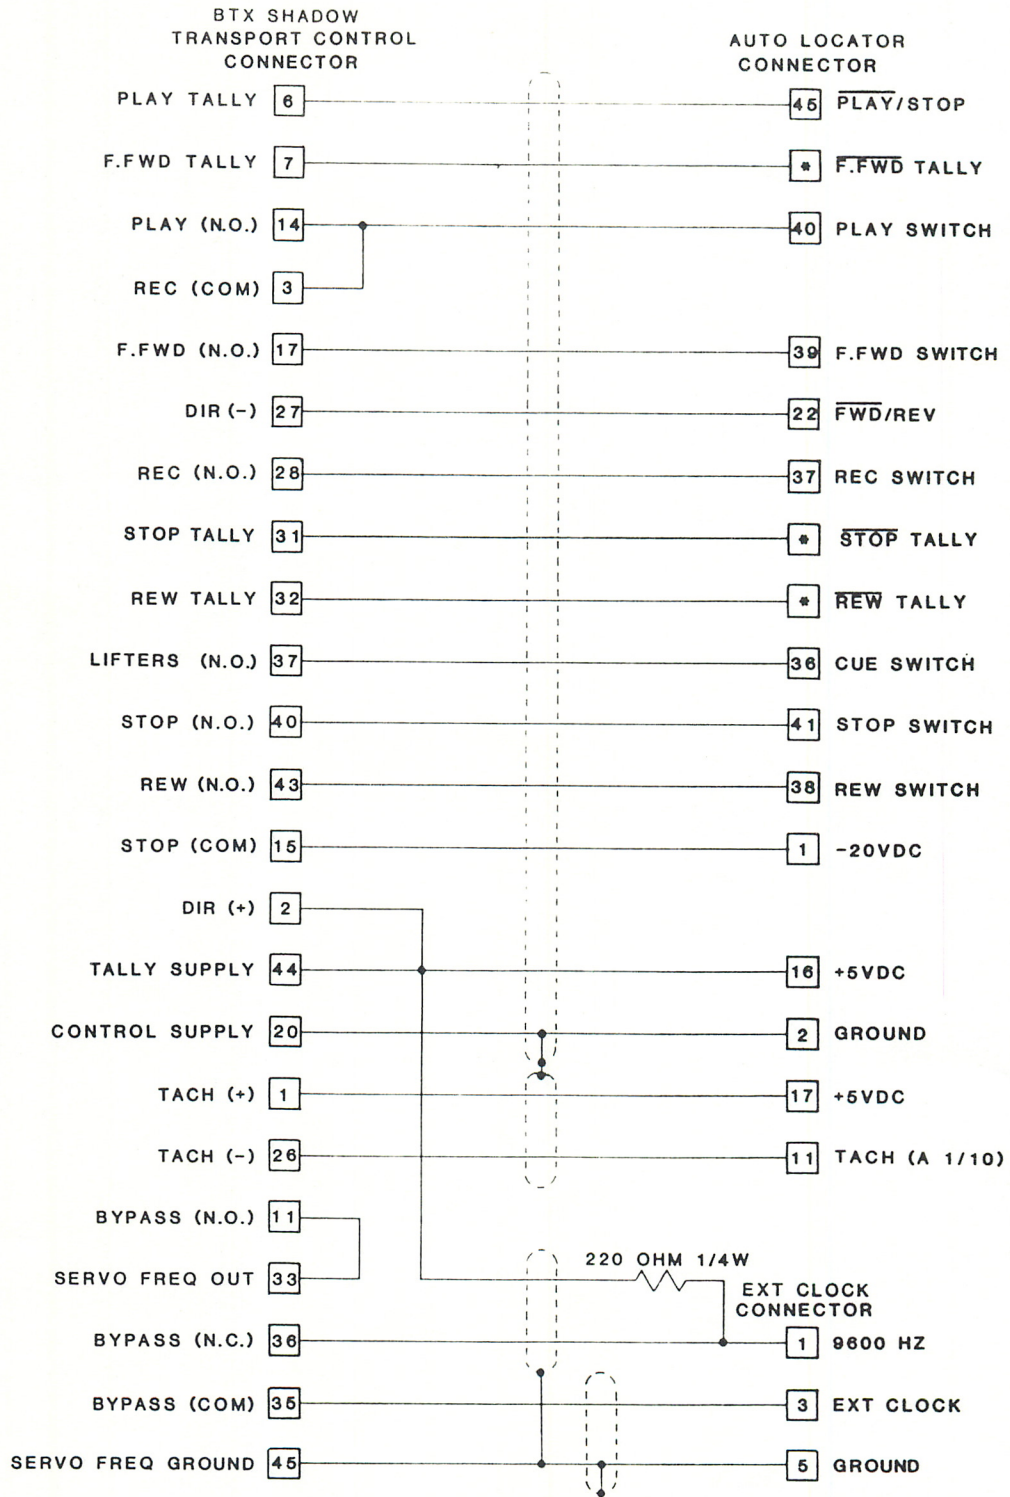 BTX SHADOW
TRANSPORT CONTROL
CONNECTOR
AUTO LOCATOR
CONNECTOR
PLAY TALLY 6 45 PLAY/STOP
F.FWD TALLY 7 * F.FWD TALLY
PLAY (N.O.) 14 40 PLAY SWITCH
REC (COM) 3
F.FWD (N.O.) 17 39 F.FWD SWITCH
DIR (-) 27 22 FWD/REV
REC (N.O.) 28 37 REC SWITCH
STOP TALLY 31 * STOP TALLY
REW TALLY 32 * REW TALLY
LIFTERS (N.O.) 37 36 CUE SWITCH
STOP (N.O.) 40 41 STOP SWITCH
REW (N.O.) 43 38 REW SWITCH
STOP (COM) 15 1 -20VDC
DIR (+) 2
TALLY SUPPLY 44 16 +5VDC
CONTROL SUPPLY 20 2 GROUND
TACH (+) 1 17 +5VDC
TACH (-) 26 11 TACH (A 1/10)
BYPASS (N.O.) 11
220 OHM 1/4W
SERVO FREQ OUT 33
EXT CLOCK
CONNECTOR
BYPASS (N.C.) 36 1 9600 HZ
BYPASS (COM) 35 3 EXT CLOCK
SERVO FREQ GROUND 45 5 GROUND